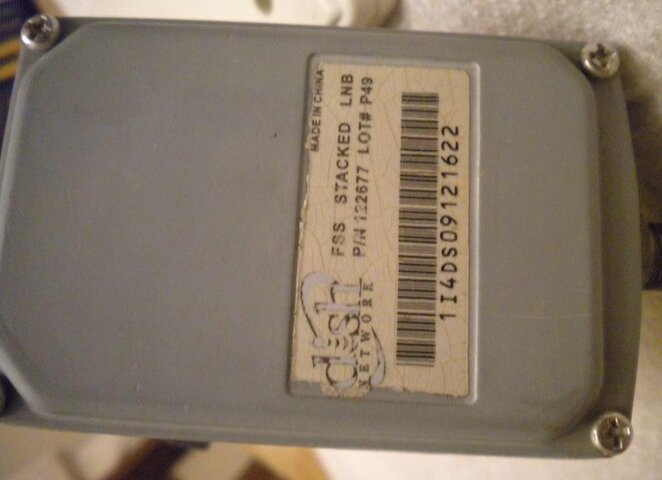 MADE IN CHINA
dish
NETWORK
FSS STACKED LNB
P/N 122677 LOT# P49
1I4DS09121622